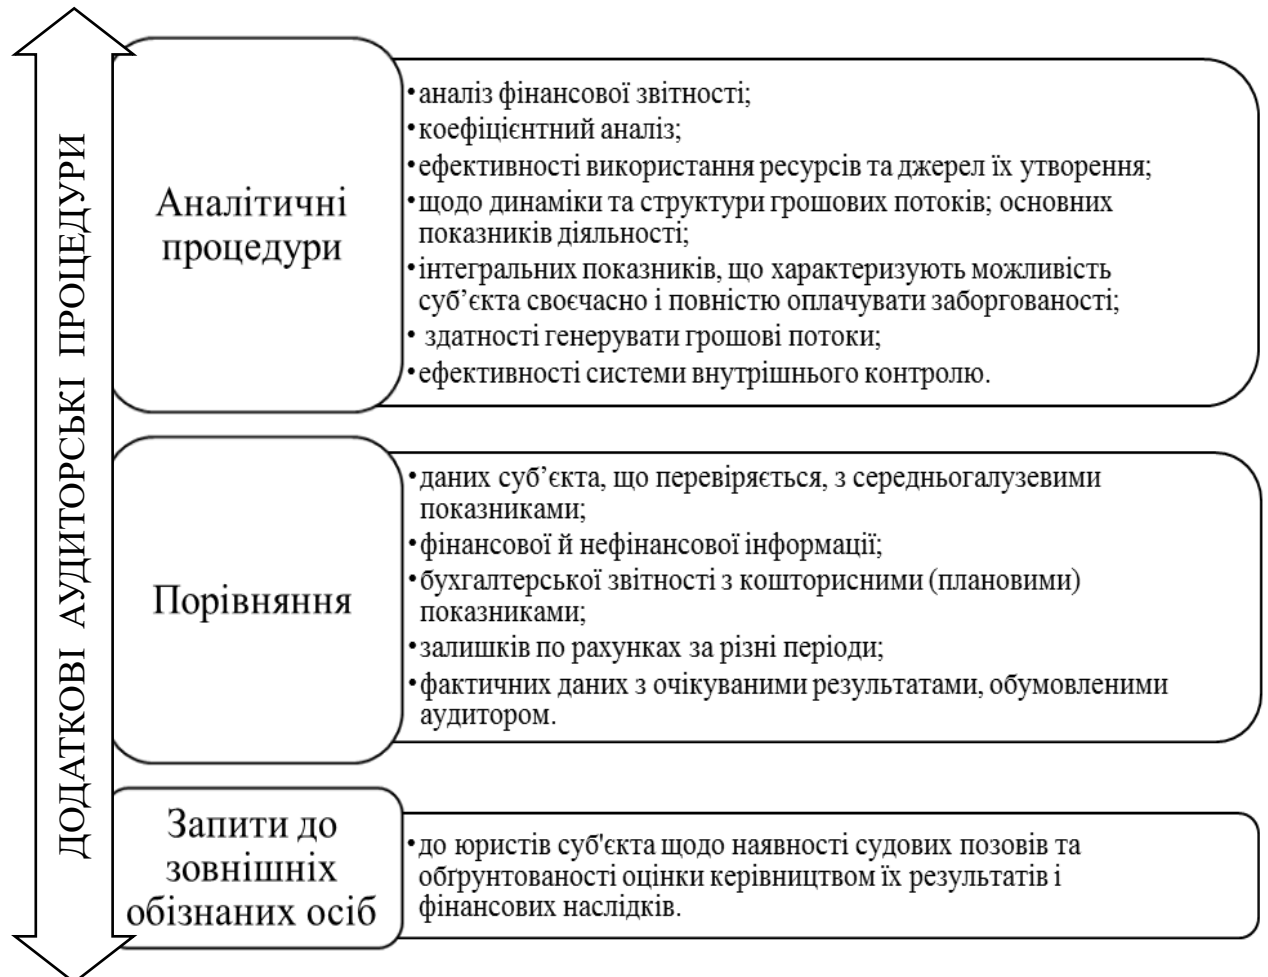 ДОДАТКОВІ АУДИТОРСЬКІ ПРОЦЕДУРИ
Аналітичні
процедури
•аналіз фінансової звітності;
•коефіцієнтний аналіз;
•ефективності використання ресурсів та джерел їх утворення;
•щодо динаміки та структури грошових потоків; основних
показників діяльності;
•інтегральних показників, що характеризують можливість
суб’єкта своєчасно і повністю оплачувати заборгованості;
• здатності генерувати грошові потоки;
•ефективності системи внутрішнього контролю.
Порівняння
•даних суб’єкта, що перевіряється, з середньогалузевими
показниками;
•фінансової й нефінансової інформації;
•бухгалтерської звітності з кошторисними (плановими)
показниками;
•залишків по рахунках за різні періоди;
•фактичних даних з очікуваними результатами, обумовленими
аудитором.
Запити до
зовнішніх
обізнаних осіб
•до юристів суб'єкта щодо наявності судових позовів та
обґрунтованості оцінки керівництвом їх результатів і
фінансових наслідків.